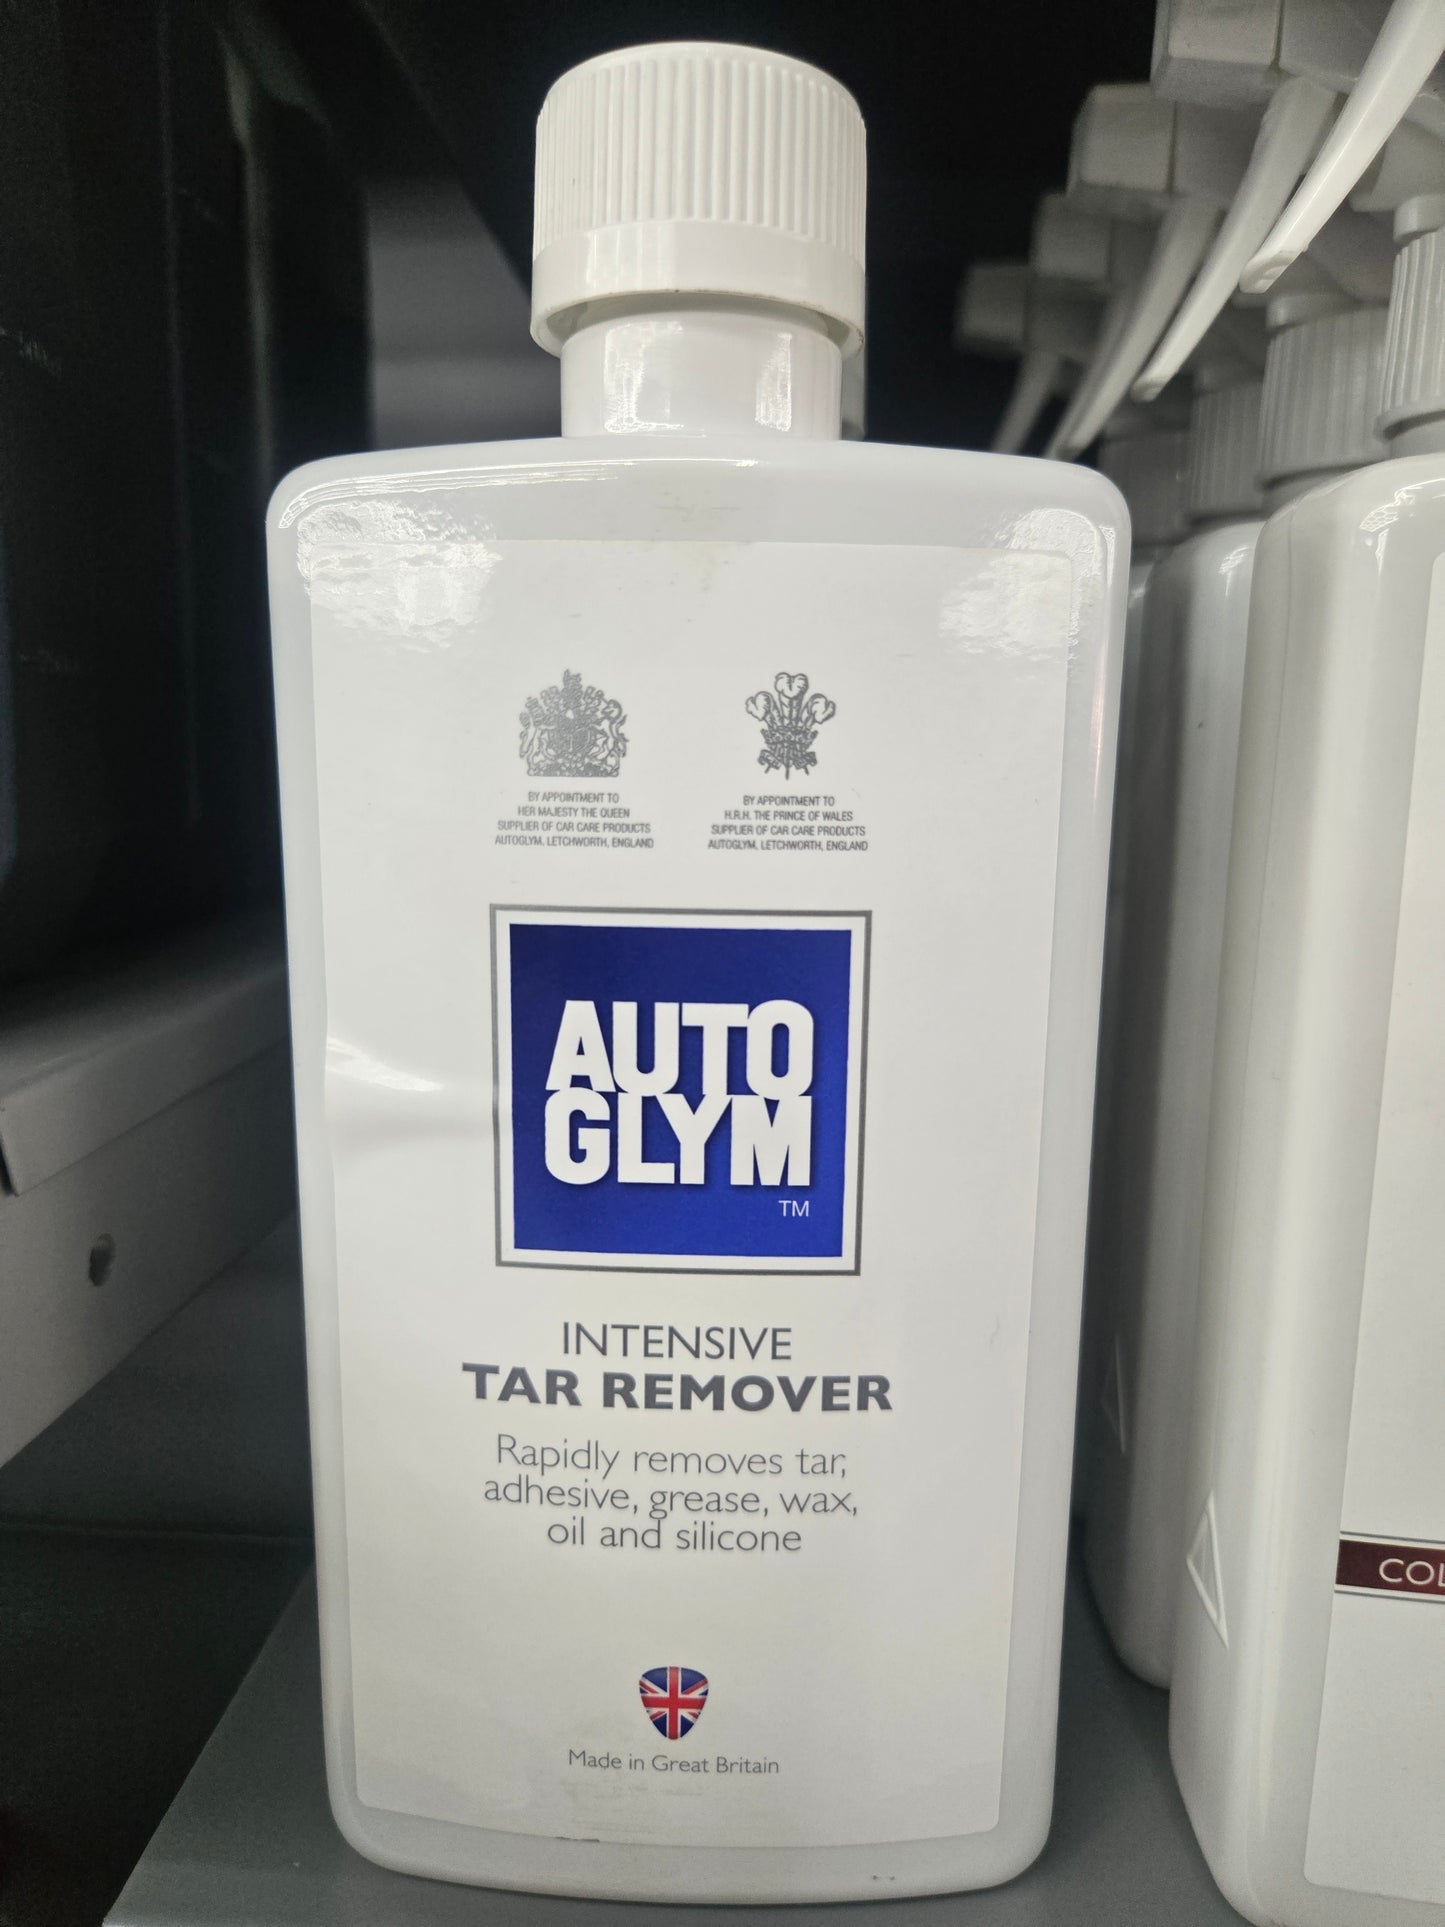 BY APPOINTMENT TO
HER MAJESTY THE QUEEN
SUPPLIER OF CAR CARE PRODUCTS
AUTOGLYM, LETCHWORTH, ENGLAND
BY APPOINTMENT TO
H.R.H. THE PRINCE OF WALES
SUPPLIER OF CAR CARE PRODUCTS
AUTOGLYM, LETCHWORTH, ENGLAND
AUTO
GLYM
TM
INTENSIVE
TAR REMOVER
Rapidly removes tar,
adhesive, grease, wax,
oil and silicone
Made in Great Britain
COL